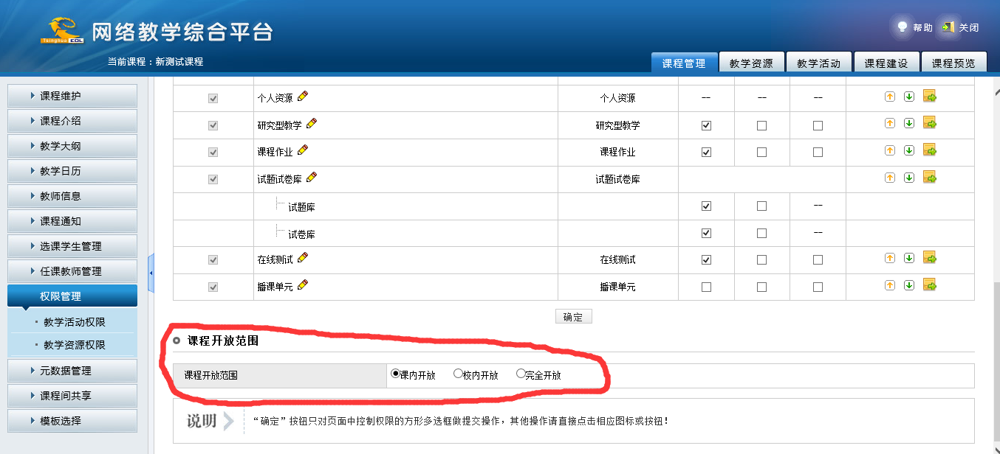 网络教学综合平台
Tsinghua EOL
帮助 关闭
当前课程：新测试课程
课程管理 教学资源 教学活动 课程建设 课程预览
课程维护
课程介绍
教学大纲
教学日历
教师信息
课程通知
选课学生管理
任课教师管理
权限管理
教学活动权限
教学资源权限
元数据管理
课程间共享
模板选择
个人资源 个人资源 -- -- --
研究型教学 研究型教学
课程作业 课程作业
试题试卷库 试题试卷库
试题库 --
试卷库 --
在线测试 在线测试
播课单元 播课单元
确定
课程开放范围
课程开放范围 课内开放 校内开放 完全开放
说明 “确定”按钮只对页面中控制权限的方形多选框做提交操作，其他操作请直接点击相应图标或按钮！